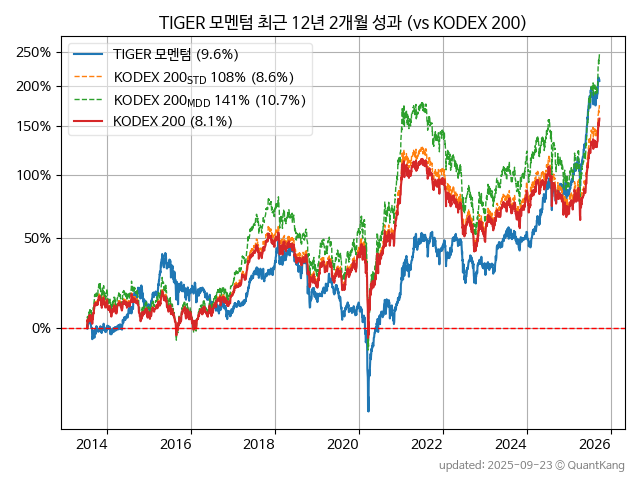 TIGER 모멘텀 최근 12년 2개월 성과 (vs KODEX 200)
250%
200%
150%
100%
50%
0%
TIGER 모멘텀 (9.6%)
KODEX 200STD 108% (8.6%)
KODEX 200MDD 141% (10.7%)
KODEX 200 (8.1%)
2014 2016 2018 2020 2022 2024 2026
updated: 2025-09-23 © QuantKang